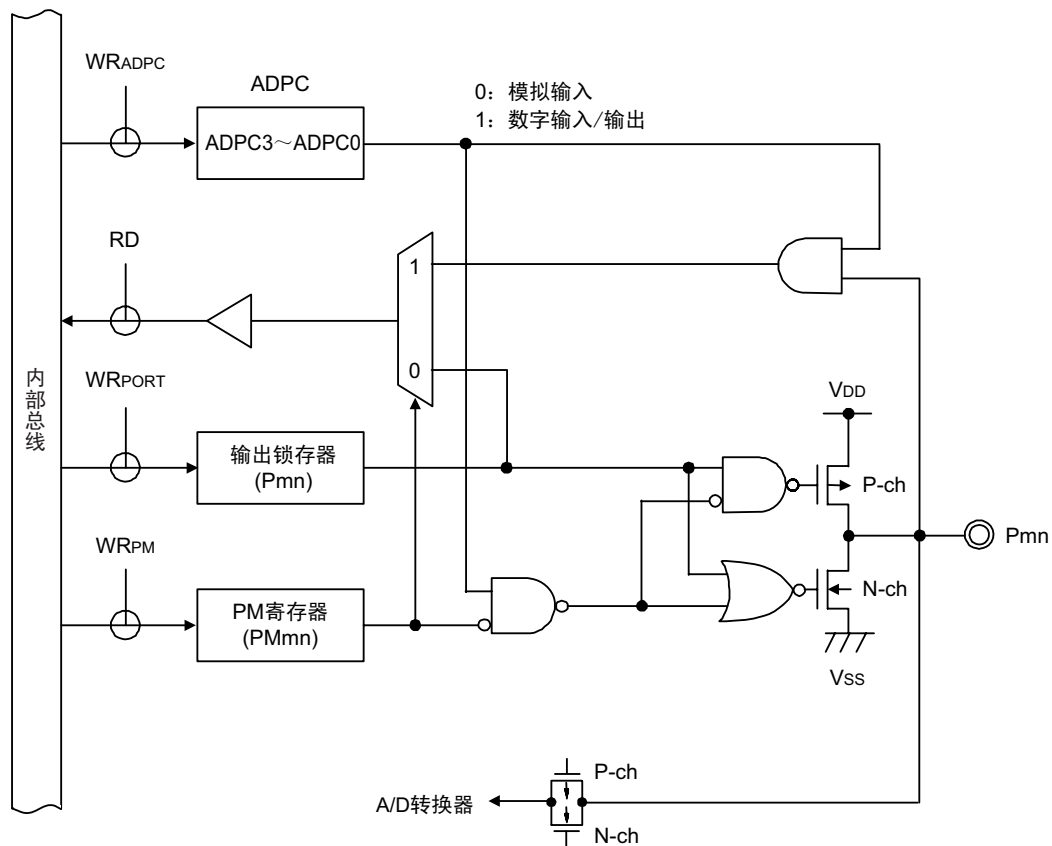 WRADPC
ADPC
0：模拟输入
1：数字输入/输出
ADPC3～ADPC0
RD
1
0
内部总线
WRPORT
输出锁存器
(Pmn)
VDD
P-ch
Pmn
N-ch
VSS
WRPM
PM寄存器
(PMmn)
P-ch
A/D转换器
N-ch